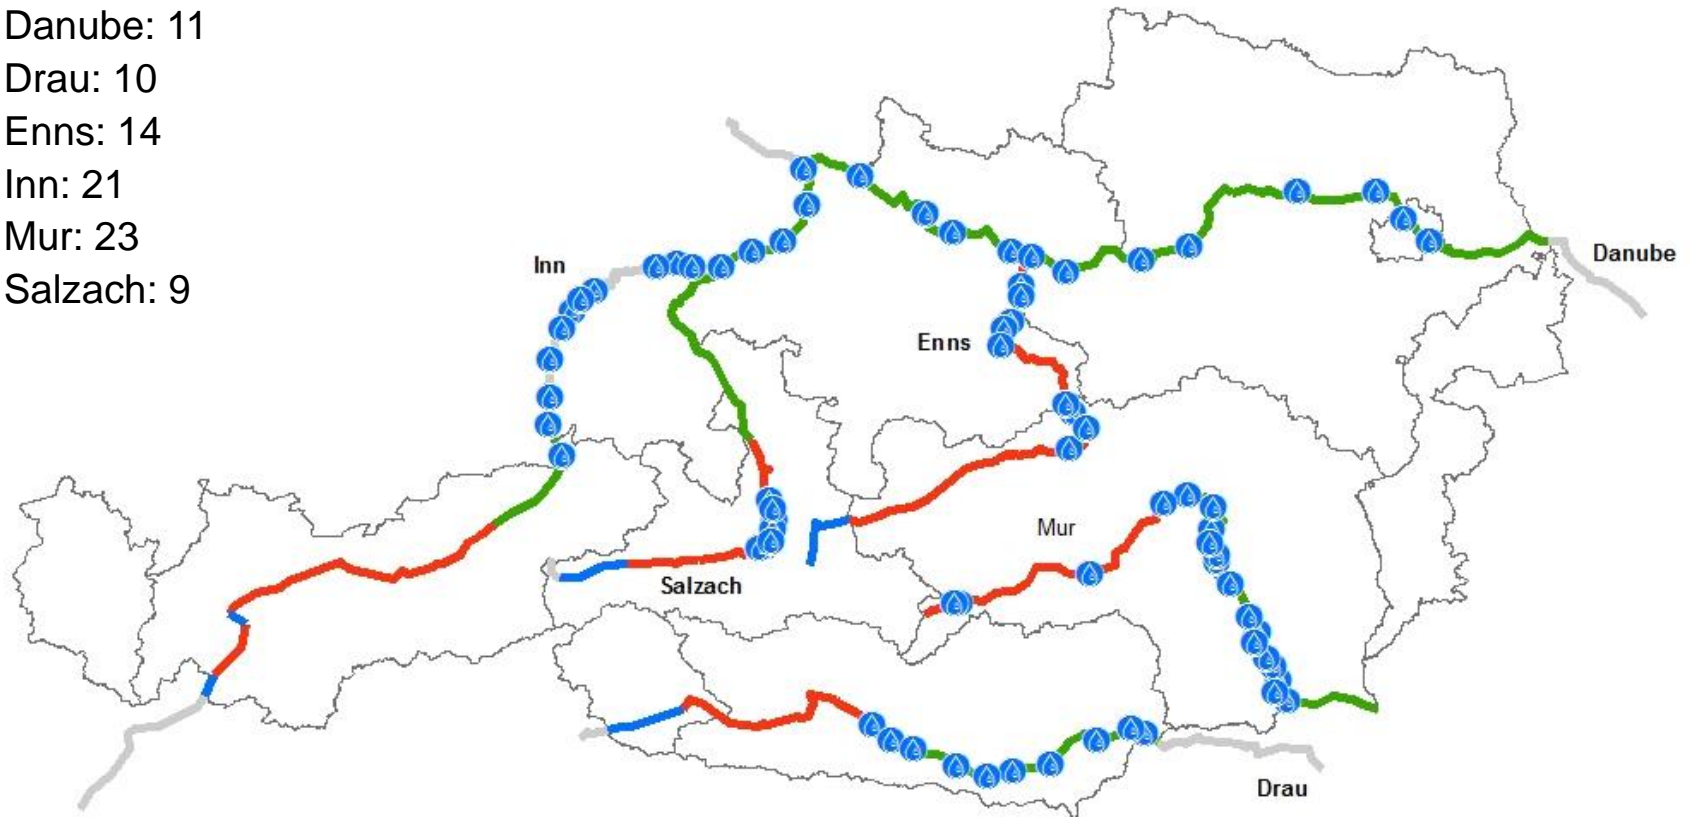 Danube: 11
Drau: 10
Enns: 14
Inn: 21
Mur: 23
Salzach: 9
Inn
Danube
Enns
Mur
Salzach
Drau